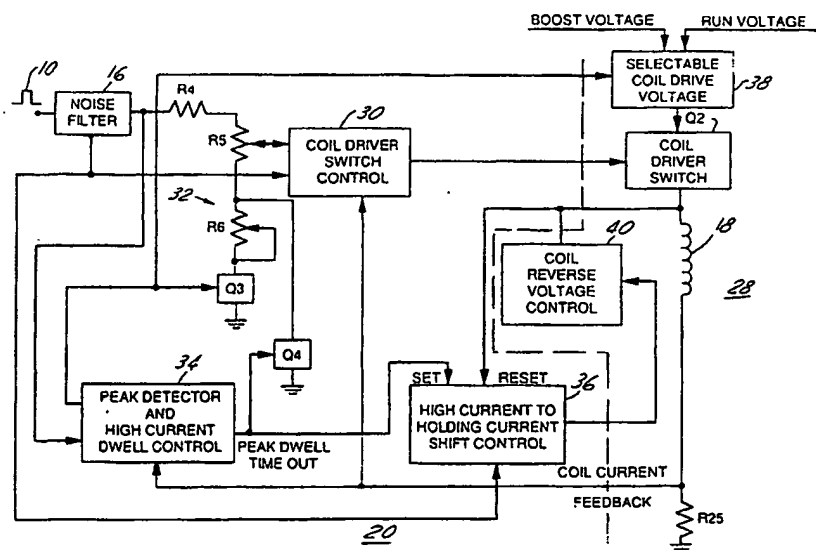 BOOST VOLTAGE
RUN VOLTAGE
10
16
NOISE
FILTER
R4
R5
30
COIL DRIVER
SWITCH
CONTROL
SELECTABLE
COIL DRIVE
VOLTAGE
38
Q2
COIL
DRIVER
SWITCH
32
R6
Q3
Q4
40
COIL
REVERSE
VOLTAGE
CONTROL
18
28
34
PEAK DETECTOR
AND
HIGH CURRENT
DWELL CONTROL
PEAK DWELL
TIME OUT
SET
RESET
36
HIGH CURRENT TO
HOLDING CURRENT
SHIFT CONTROL
COIL CURRENT
FEEDBACK
R25
20